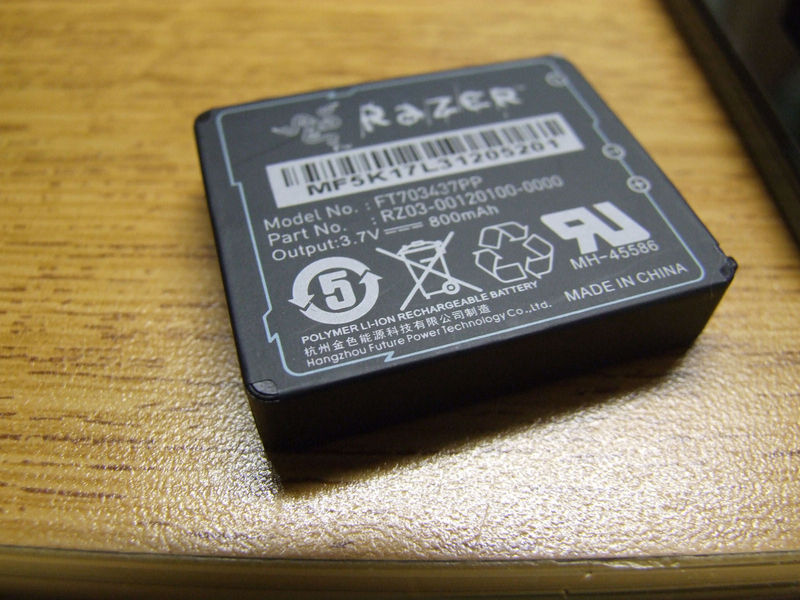 RAZER
MF5K17L31205201
Model No. : FT703437PP
Part No. : RZ03-00120100-0000
Output:3.7V 800mAh
5
MH-45586
POLYMER LI-ION RECHARGEABLE BATTERY
杭州金色能源科技有限公司制造
Hangzhou Future Power Technology Co.,Ltd.
MADE IN CHINA